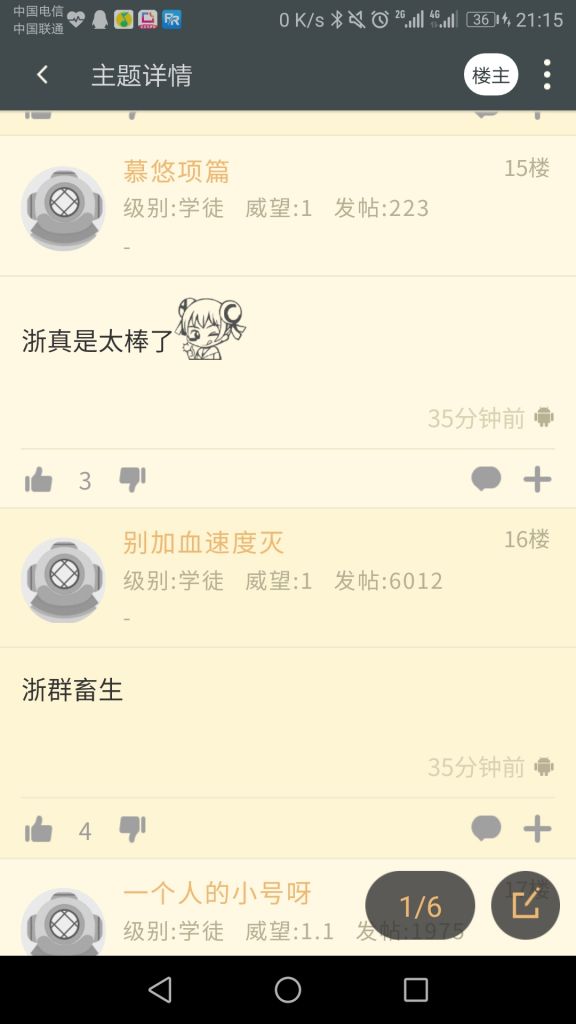 中国电信
中国联通
0 K/s 2G 4G 36 21:15
主题详情
楼主
慕悠项篇
15楼
级别:学徒 威望:1 发帖:223
-
浙真是太棒了
35分钟前
3
别加血速度灭
16楼
级别:学徒 威望:1 发帖:6012
-
浙群畜生
35分钟前
4
一个人的小号呀
17楼
级别:学徒 威望:1.1 发帖:1975
1/6